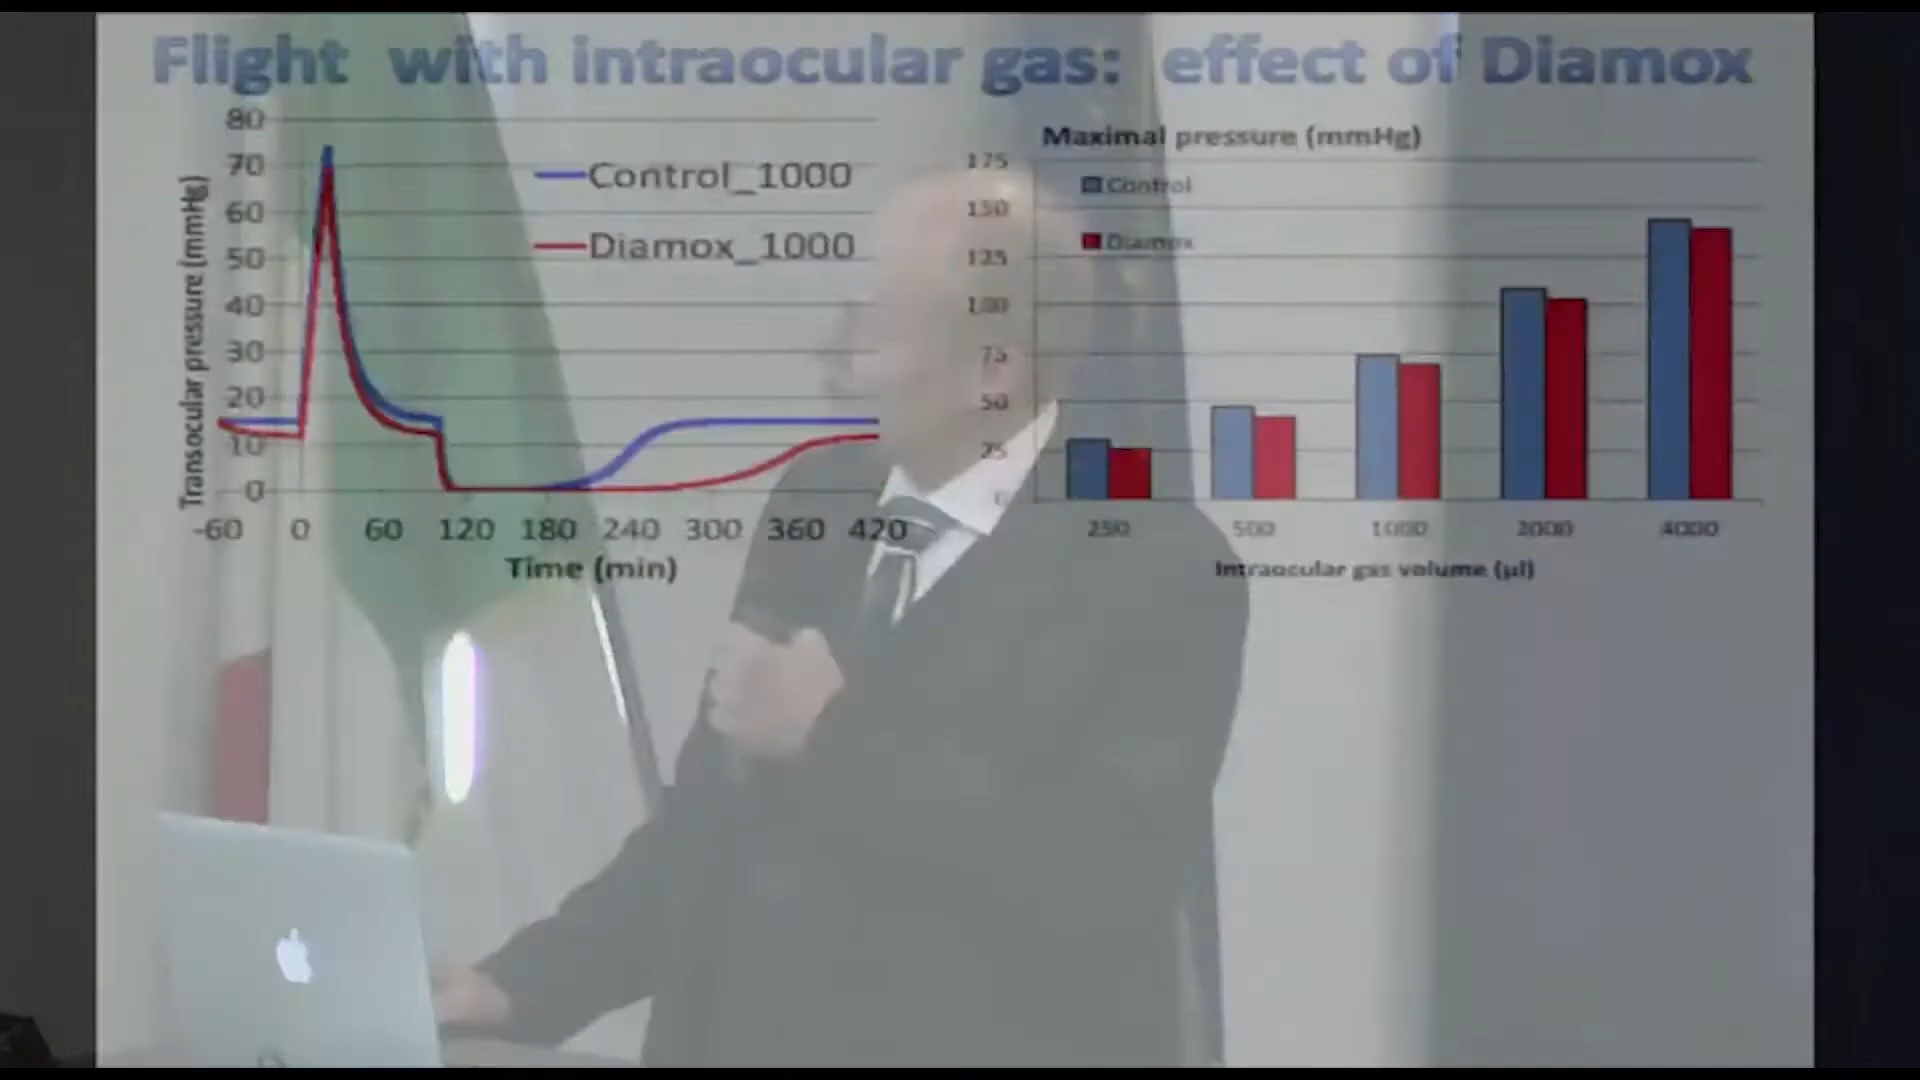 Flight with intraocular gas: effect of Diamox
80
70
60
50
40
30
20
10
0
Transocular pressure (mmHg)
Control_1000
Diamox_1000
-60 0 60 120 180 240 300 360 420
Time (min)
Maximal pressure (mmHg)
175
150
125
100
75
50
25
0
Control
Diamox
250 500 1000 2000 4000
Intraocular gas volume (µl)